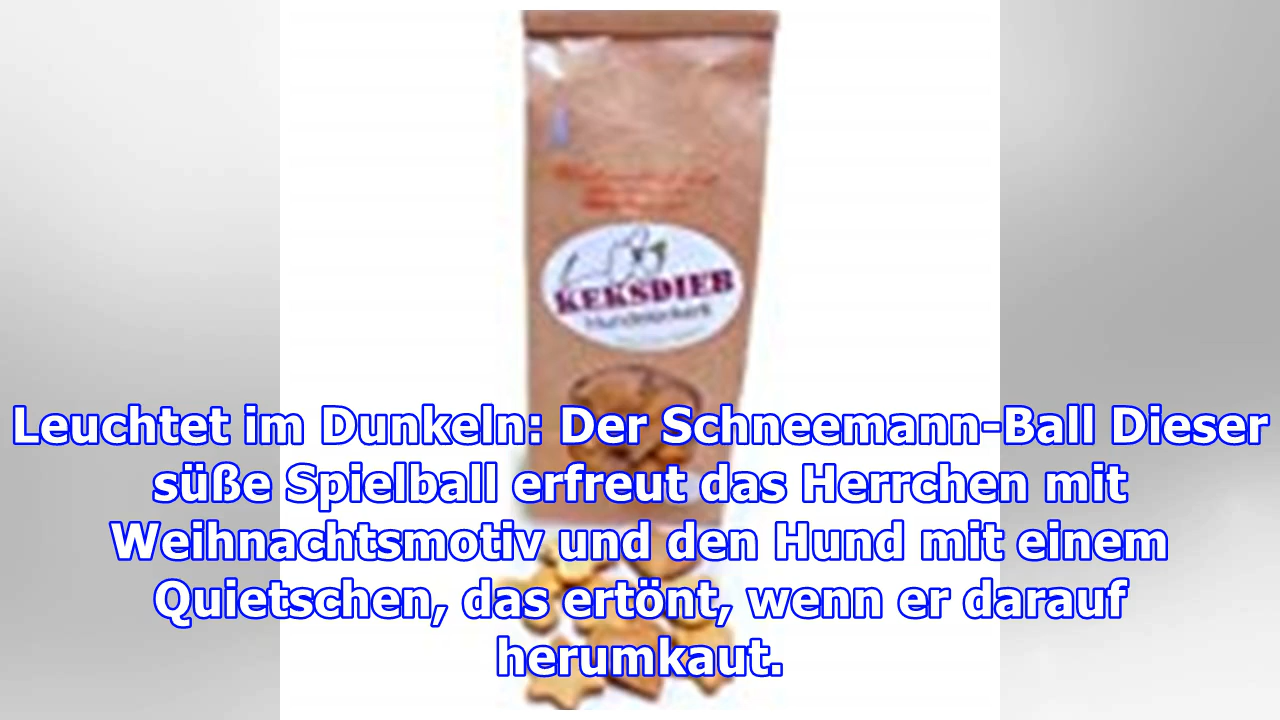 KEKSDIEB
Leuchtet im Dunkeln: Der Schneemann-Ball Dieser
süße Spielball erfreut das Herrchen mit
Weihnachtsmotiv und den Hund mit einem
Quietschen, das ertönt, wenn er darauf
herumkaut.